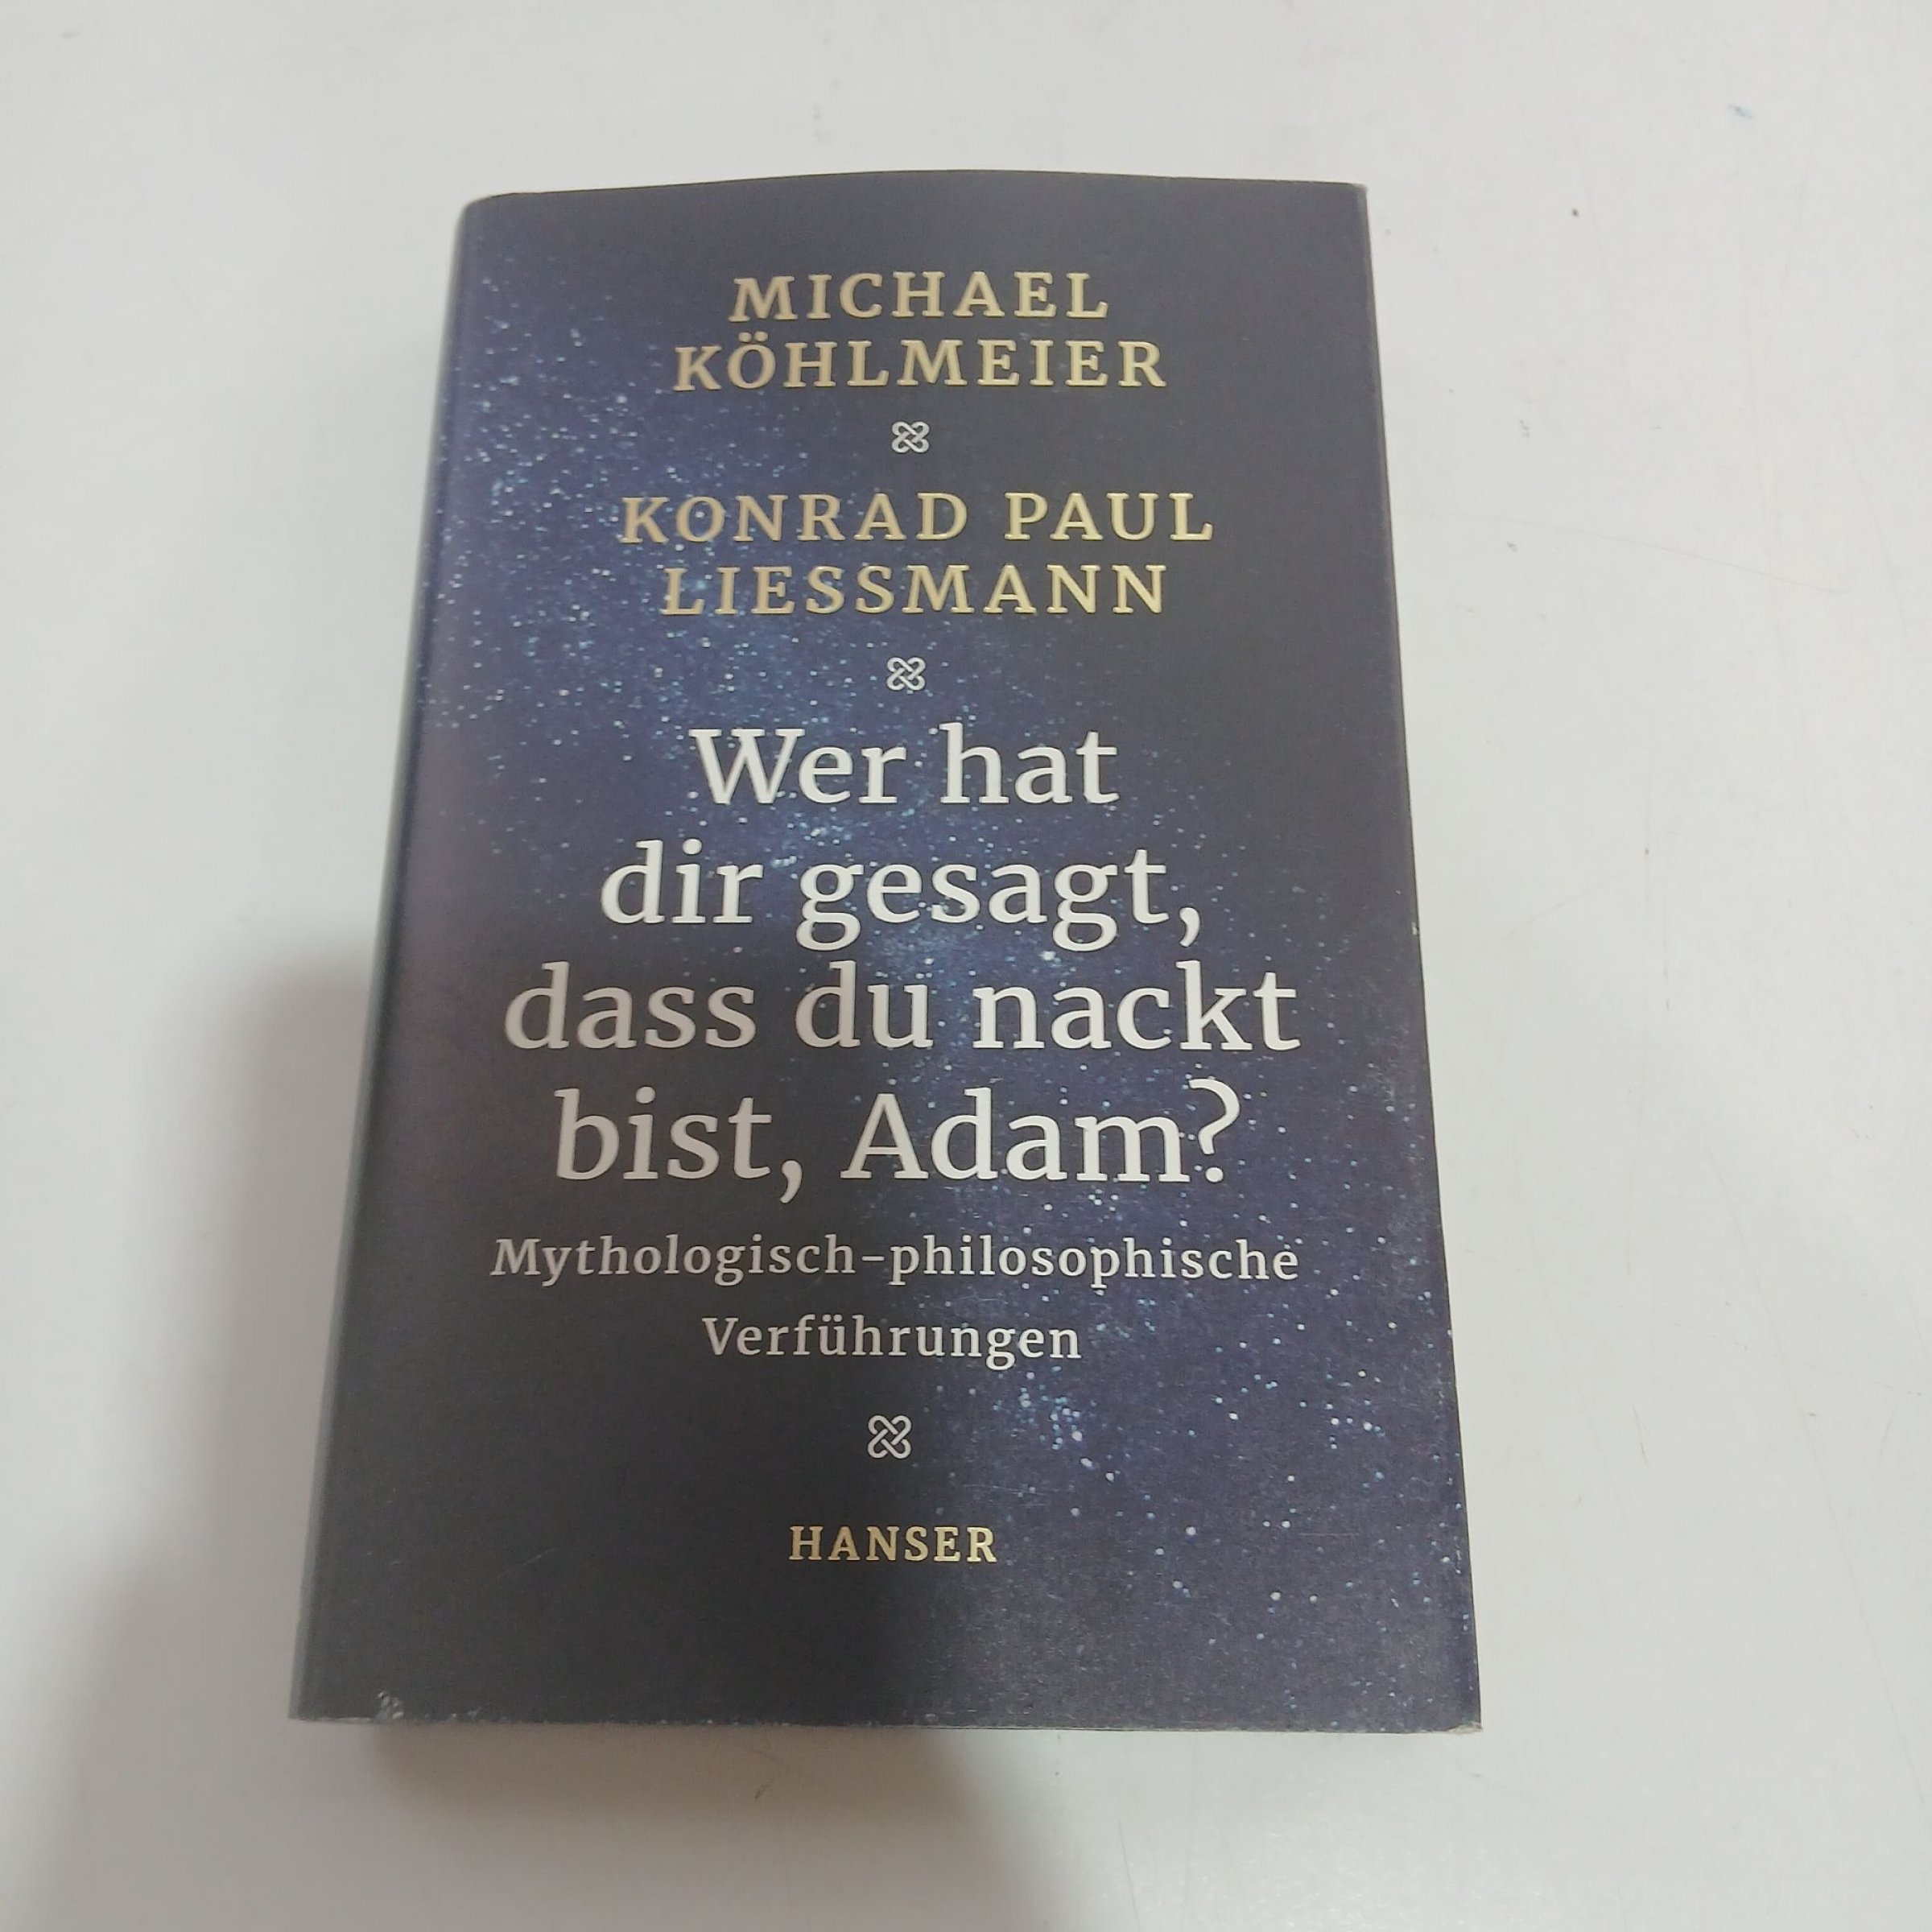 MICHAEL
KÖHLMEIER
KONRAD PAUL
LIESSMANN
Wer hat
dir gesagt,
dass du nackt
bist, Adam?
Mythologisch-philosophische
Verführungen
HANSER